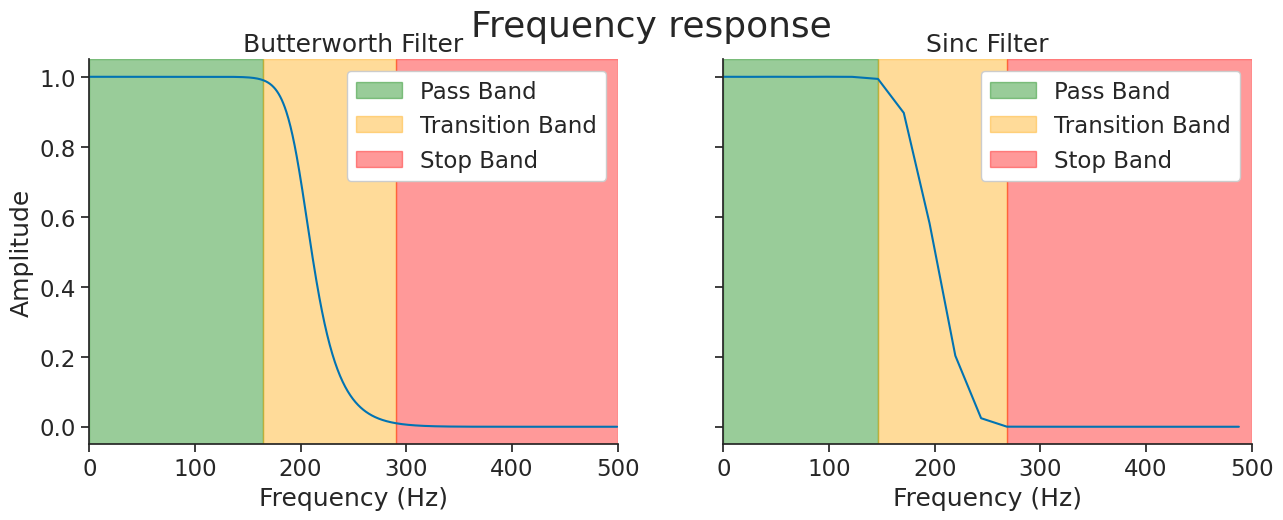 Frequency response
Butterworth Filter
Pass Band
Transition Band
Stop Band
1.0
0.8
0.6
0.4
0.2
0.0
Amplitude
0 100 200 300 400 500
Frequency (Hz)
Sinc Filter
Pass Band
Transition Band
Stop Band
0 100 200 300 400 500
Frequency (Hz)